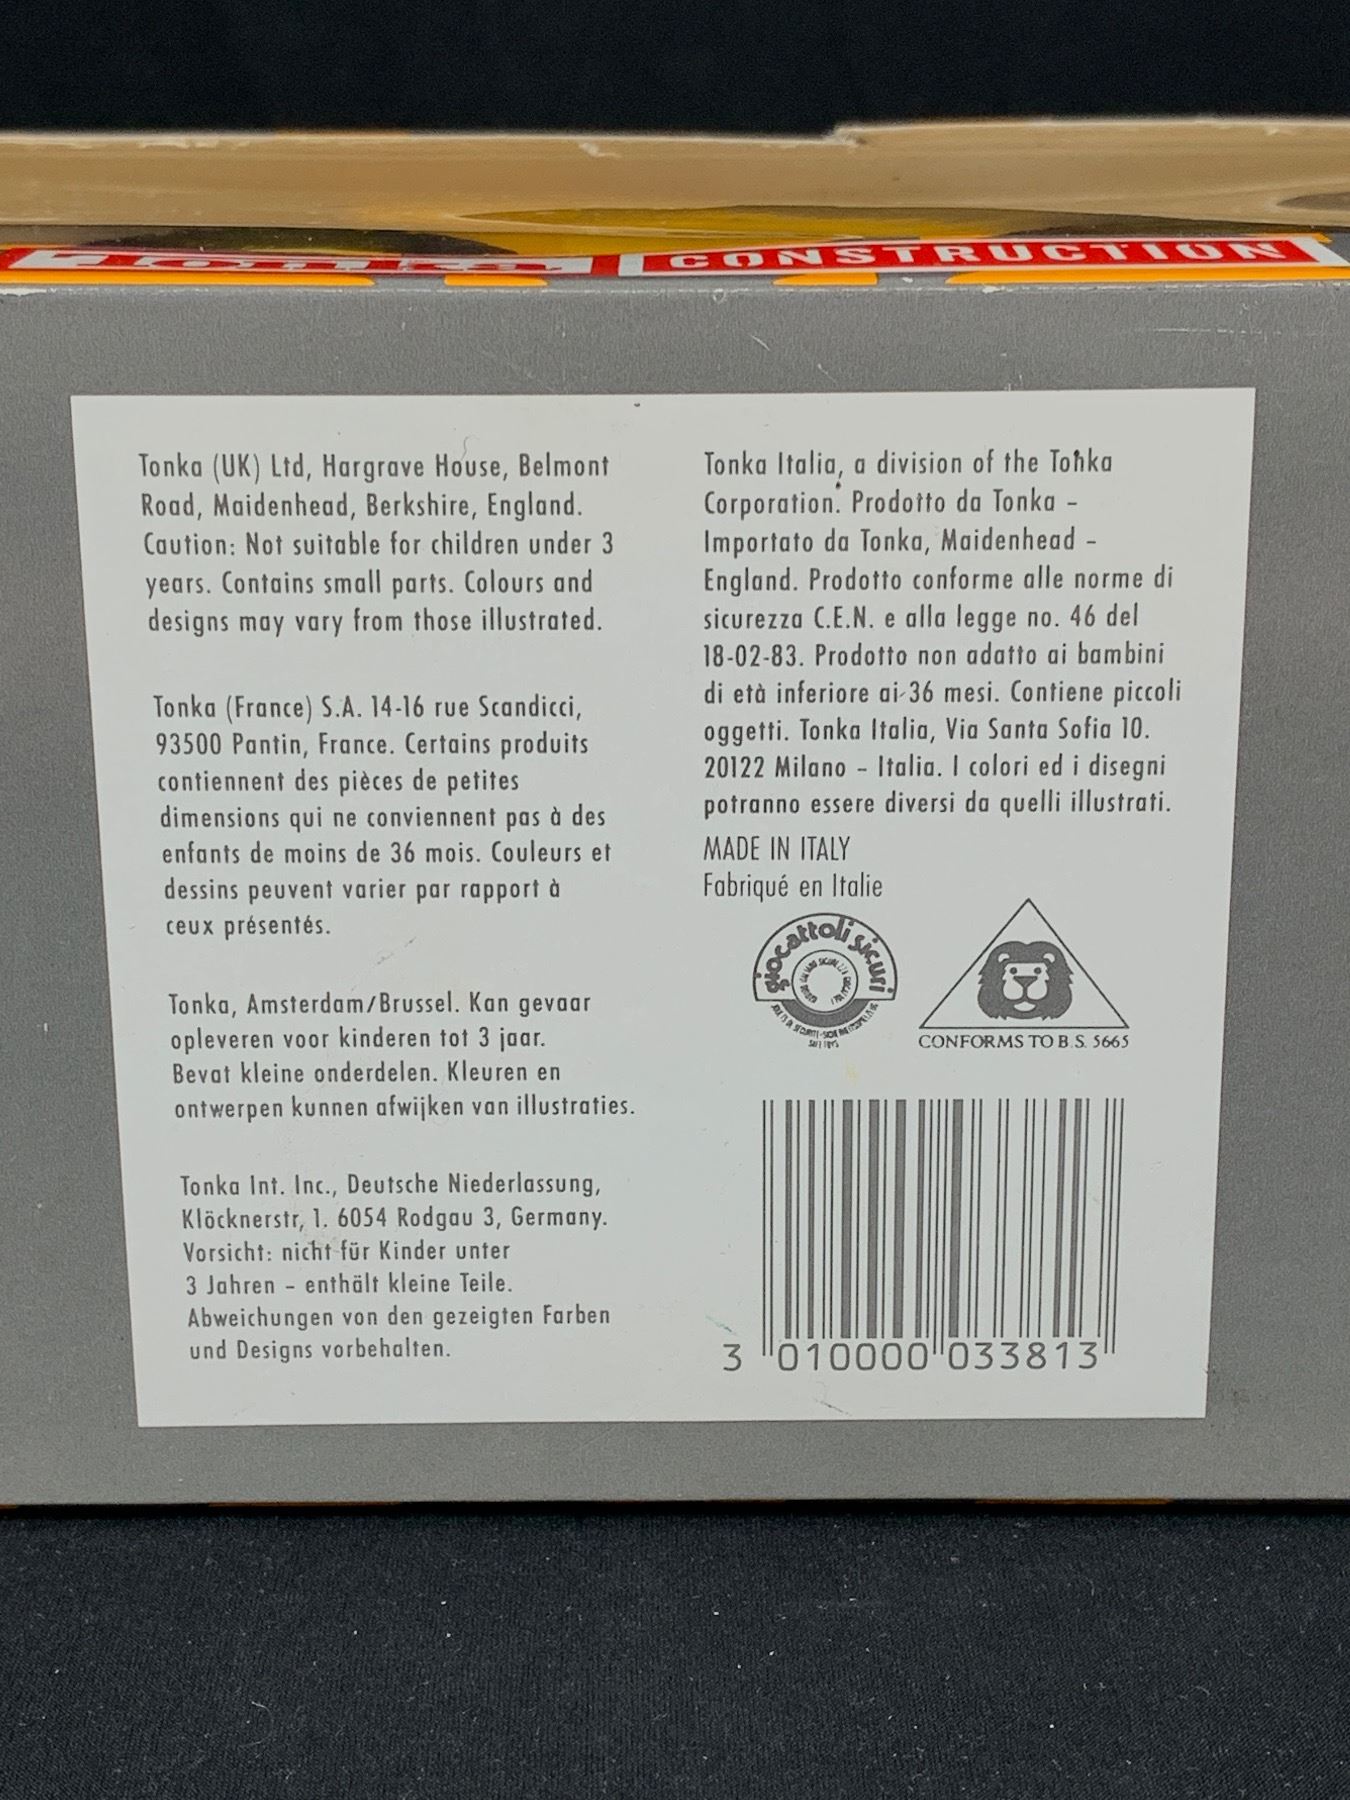 Tonka CONSTRUCTION
Tonka (UK) Ltd, Hargrave House, Belmont
Road, Maidenhead, Berkshire, England.
Caution: Not suitable for children under 3
years. Contains small parts. Colours and
designs may vary from those illustrated.
Tonka (France) S.A. 14-16 rue Scandicci,
93500 Pantin, France. Certains produits
contiennent des pièces de petites
dimensions qui ne conviennent pas à des
enfants de moins de 36 mois. Couleurs et
dessins peuvent varier par rapport à
ceux présentés.
Tonka, Amsterdam/Brussel. Kan gevaar
opleveren voor kinderen tot 3 jaar.
Bevat kleine onderdelen. Kleuren en
ontwerpen kunnen afwijken van illustraties.
Tonka Int. Inc., Deutsche Niederlassung,
Klöcknerstr, 1. 6054 Rodgau 3, Germany.
Vorsicht: nicht für Kinder unter
3 Jahren – enthält kleine Teile.
Abweichungen von den gezeigten Farben
und Designs vorbehalten.
Tonka Italia, a division of the Tonka
Corporation. Prodotto da Tonka –
Importato da Tonka, Maidenhead –
England. Prodotto conforme alle norme di
sicurezza C.E.N. e alla legge no. 46 del
18-02-83. Prodotto non adatto ai bambini
di età inferiore ai 36 mesi. Contiene piccoli
oggetti. Tonka Italia, Via Santa Sofia 10.
20122 Milano – Italia. I colori ed i disegni
potranno essere diversi da quelli illustrati.
MADE IN ITALY
Fabriqué en Italie
giocattoli sicuri
SAFE TOYS
CONFORMS TO B.S. 5665
3 010000 033813